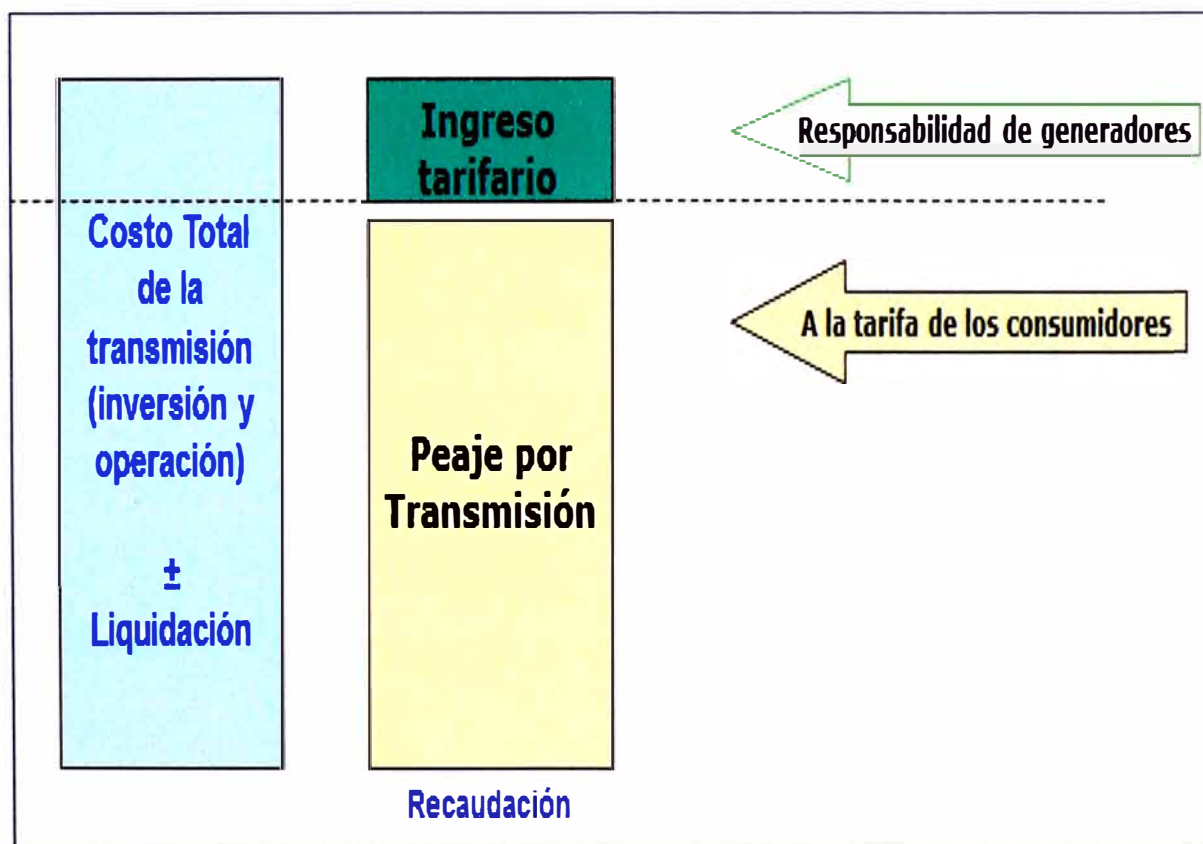 Costo Total
de la
transmisión
(inversión y
operación)
±
Liquidación
Ingreso
tarifario
Peaje por
Transmisión
Recaudación
Responsabilidad de generadores
A la tarifa de los consumidores